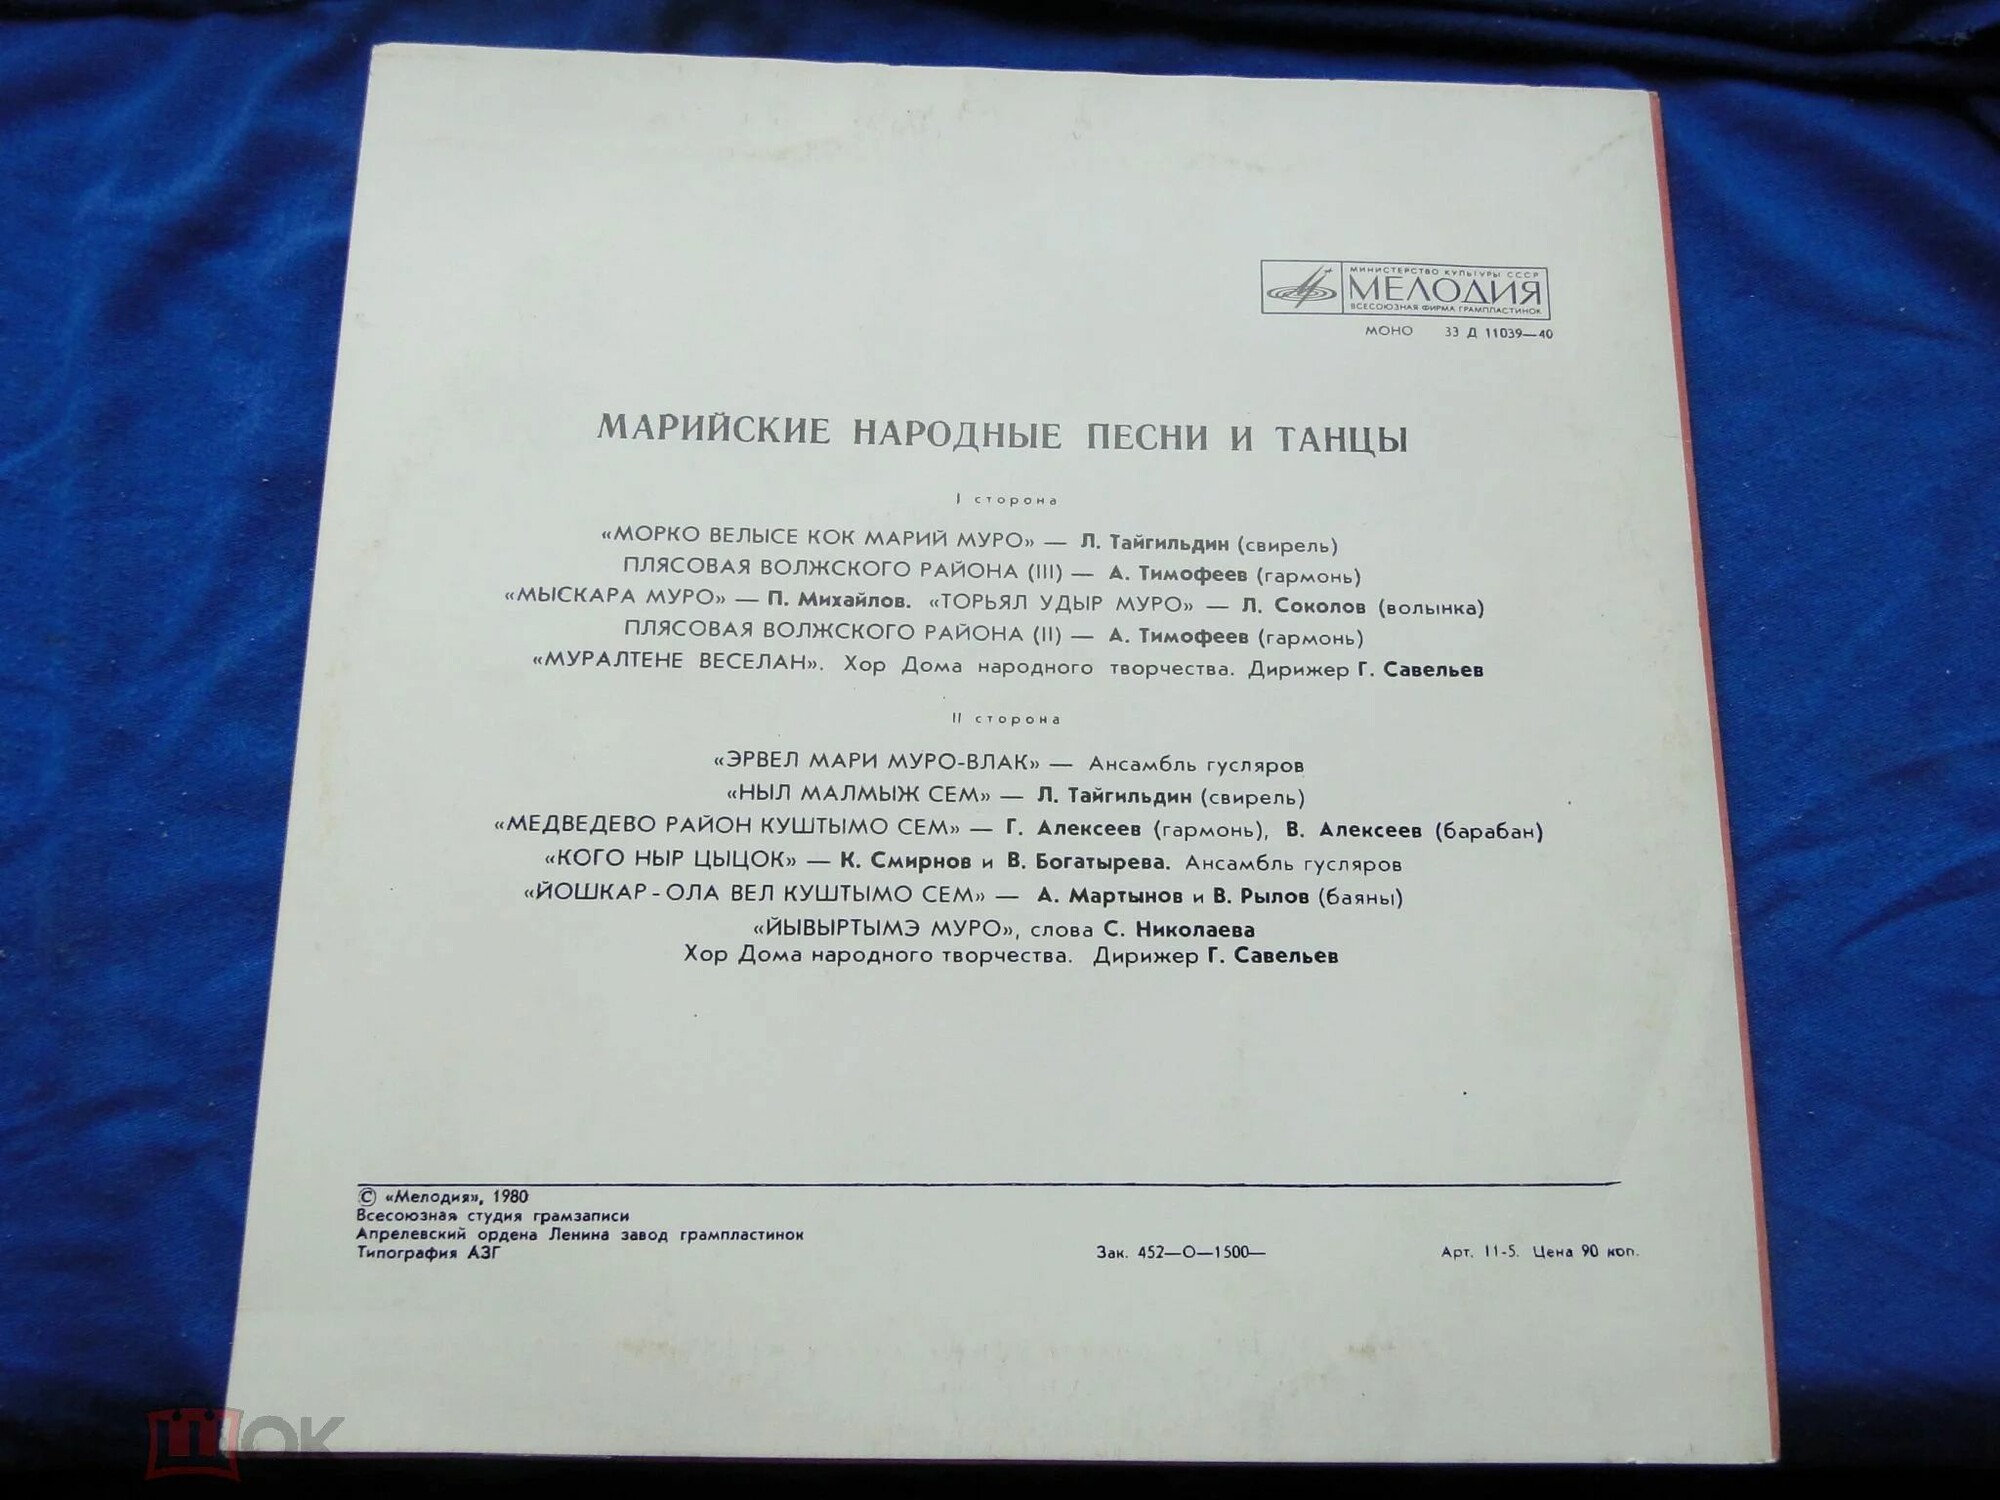 МИНИСТЕРСТВО КУЛЬТУРЫ СССР
МЕЛОДИЯ
ВСЕСОЮЗНАЯ ФИРМА ГРАМПЛАСТИНОК
МОНО 33 Д 11039—40
МАРИЙСКИЕ НАРОДНЫЕ ПЕСНИ И ТАНЦЫ
I сторона
«МОРКО ВЕЛЫСЕ КОК МАРИЙ МУРО» — Л. Тайгильдин (свирель)
ПЛЯСОВАЯ ВОЛЖСКОГО РАЙОНА (III) — А. Тимофеев (гармонь)
«МЫСКАРА МУРО» — П. Михайлов. «ТОРЬЯЛ УДЫР МУРО» — Л. Соколов (волынка)
ПЛЯСОВАЯ ВОЛЖСКОГО РАЙОНА (II) — А. Тимофеев (гармонь)
«МУРАЛТЕНЕ ВЕСЕЛАН». Хор Дома народного творчества. Дирижер Г. Савельев
II сторона
«ЭРВЕЛ МАРИ МУРО-ВЛАК» — Ансамбль гусляров
«НЫЛ МАЛМЫЖ СЕМ» — Л. Тайгильдин (свирель)
«МЕДВЕДЕВО РАЙОН КУШТЫМО СЕМ» — Г. Алексеев (гармонь), В. Алексеев (барабан)
«КОГО НЫР ЦЫЦОК» — К. Смирнов и В. Богатырева. Ансамбль гусляров
«ЙОШКАР-ОЛА ВЕЛ КУШТЫМО СЕМ» — А. Мартынов и В. Рылов (баяны)
«ЙЫВЫРТЫМЭ МУРО», слова С. Николаева
Хор Дома народного творчества. Дирижер Г. Савельев
© «Мелодия», 1980
Всесоюзная студия грамзаписи
Апрелевский ордена Ленина завод грампластинок
Типография АЗГ Зак. 452—О—1500— Арт. 11-5. Цена 90 коп.
ШОК